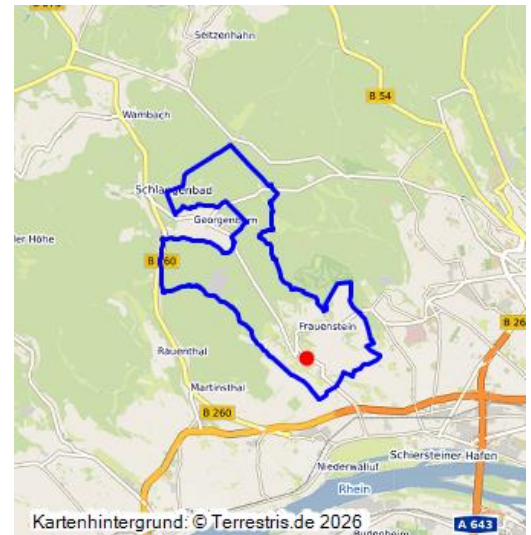 Seitzenhahn
B 54
Wambach
Schlangenbad
Georgenborn
ler Höhe
B 260
Frauenstein
B 26
Rauenthal
Martinsthal
B 260
Schiersteiner Hafen
Niederwalluf
Rhein
Kartenhintergrund: © Terrestris.de 2026
A 643